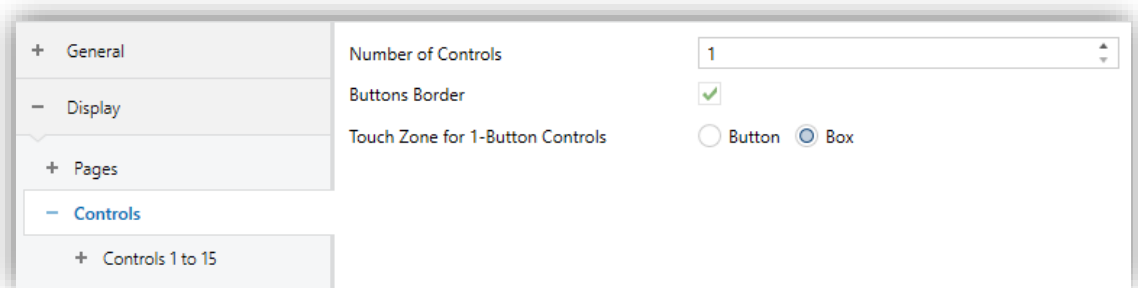 General
Display
Pages
Controls
Controls 1 to 15
Number of Controls 1
Buttons Border
Touch Zone for 1-Button Controls Button Box